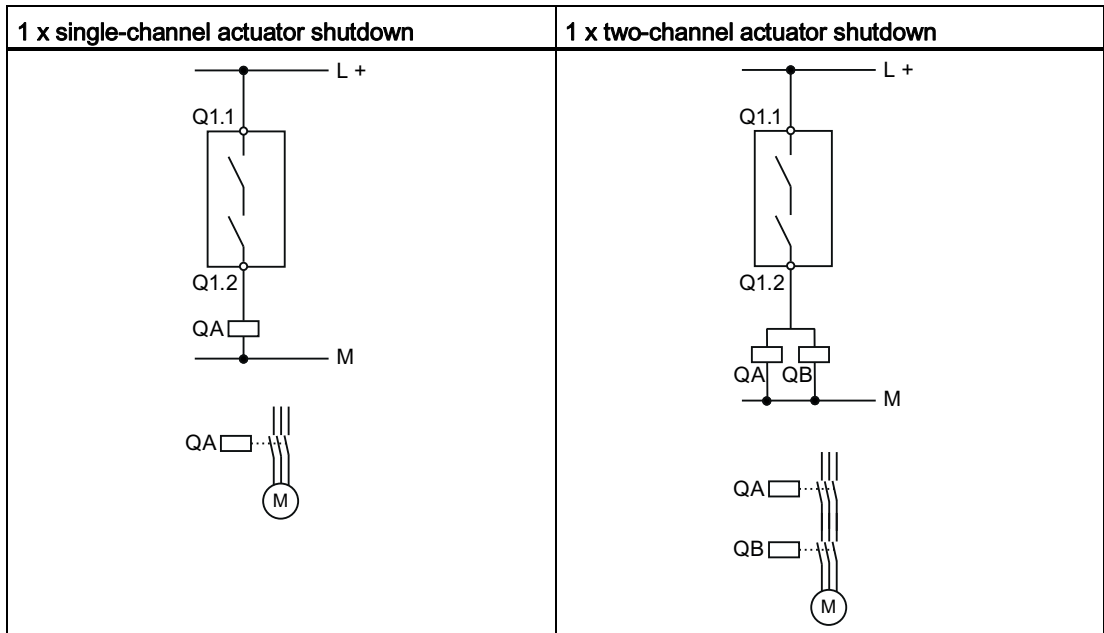 1 x single-channel actuator shutdown
L +
Q1.1
Q1.2
QA
M
QA
M
1 x two-channel actuator shutdown
L +
Q1.1
Q1.2
QA QB
M
QA
QB
M